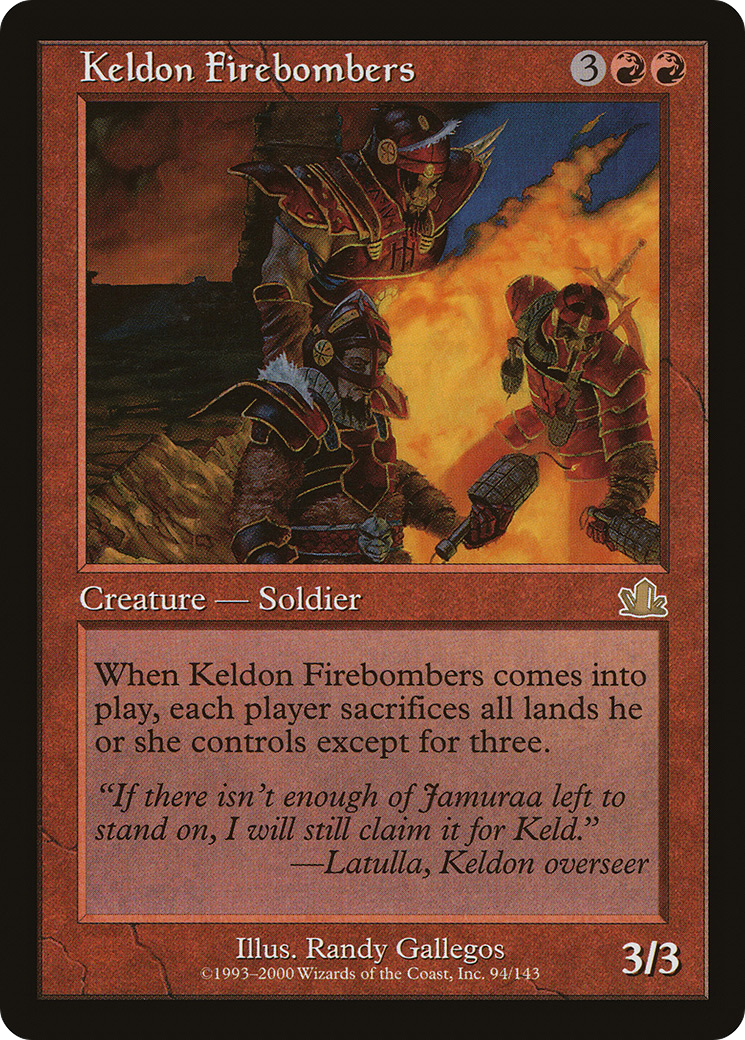 Keldon Firebombers
3
Creature — Soldier
When Keldon Firebombers comes into
play, each player sacrifices all lands he
or she controls except for three.
“If there isn’t enough of Jamuraa left to
stand on, I will still claim it for Keld.”
—Latulla, Keldon overseer
Illus. Randy Gallegos
©1993–2000 Wizards of the Coast, Inc. 94/143
3/3